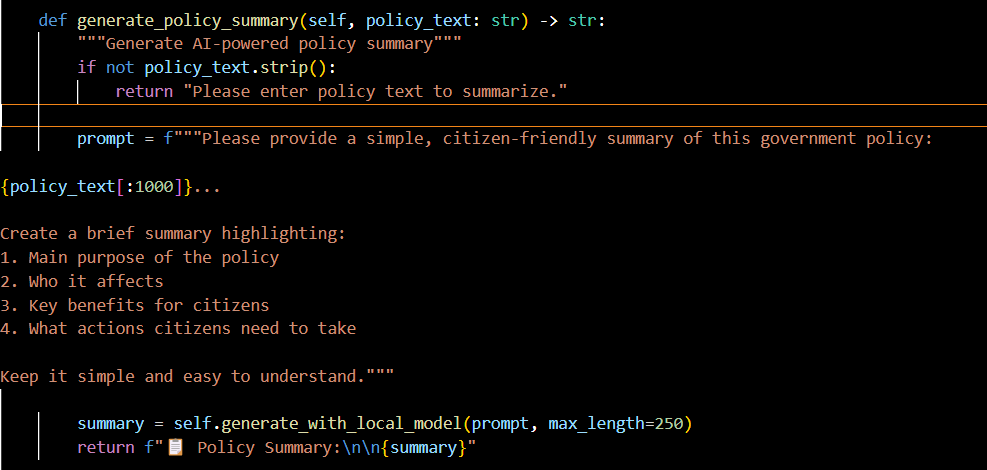 def generate_policy_summary(self, policy_text: str) -> str:
"""Generate AI-powered policy summary"""
if not policy_text.strip():
return "Please enter policy text to summarize."
prompt = f"""Please provide a simple, citizen-friendly summary of this government policy:
{policy_text[:1000]}...
Create a brief summary highlighting:
1. Main purpose of the policy
2. Who it affects
3. Key benefits for citizens
4. What actions citizens need to take
Keep it simple and easy to understand."""
summary = self.generate_with_local_model(prompt, max_length=250)
return f"📋 Policy Summary:\n\n{summary}"